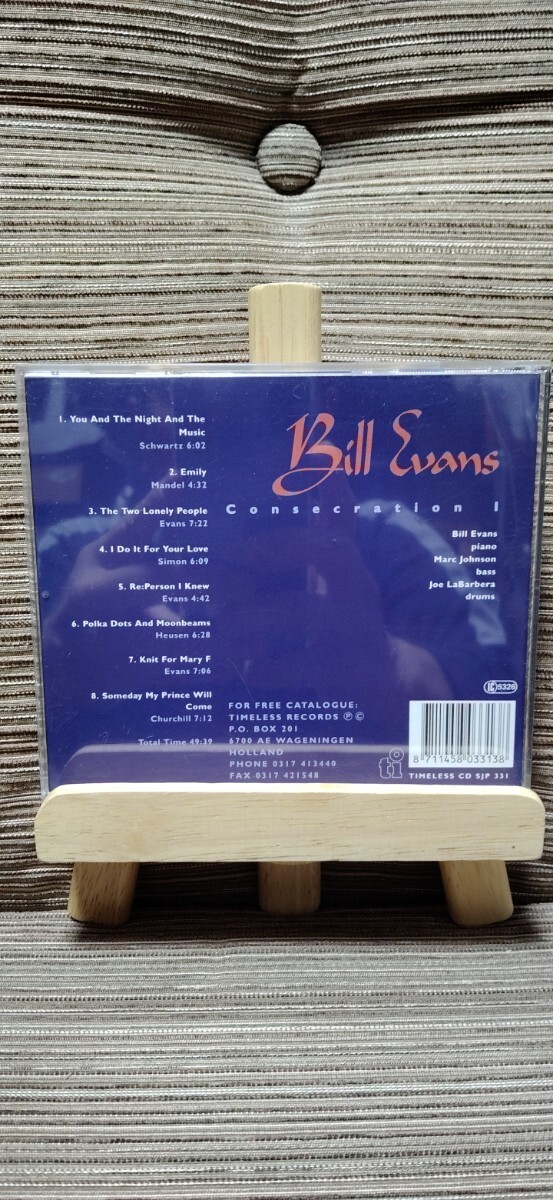 1. You And The Night And The
Music
Schwartz 6:02
2. Emily
Mandel 4:32
3. The Two Lonely People
Evans 7:22
4. I Do It For Your Love
Simon 6:09
5. Re:Person I Knew
Evans 4:42
6. Polka Dots And Moonbeams
Heusen 6:28
7. Knit For Mary F
Evans 7:06
8. Someday My Prince Will
Come
Churchill 7:12
Total Time 49:39
Bill Evans
Consecration I
Bill Evans
piano
Marc Johnson
bass
Joe LaBarbera
drums
FOR FREE CATALOGUE:
TIMELESS RECORDS ℗ ©
P.O. BOX 201
6700 AE WAGENINGEN
HOLLAND
PHONE 0317 413440
FAX 0317 421548
5326
8 711458 033138
TIMELESS CD SJP 331